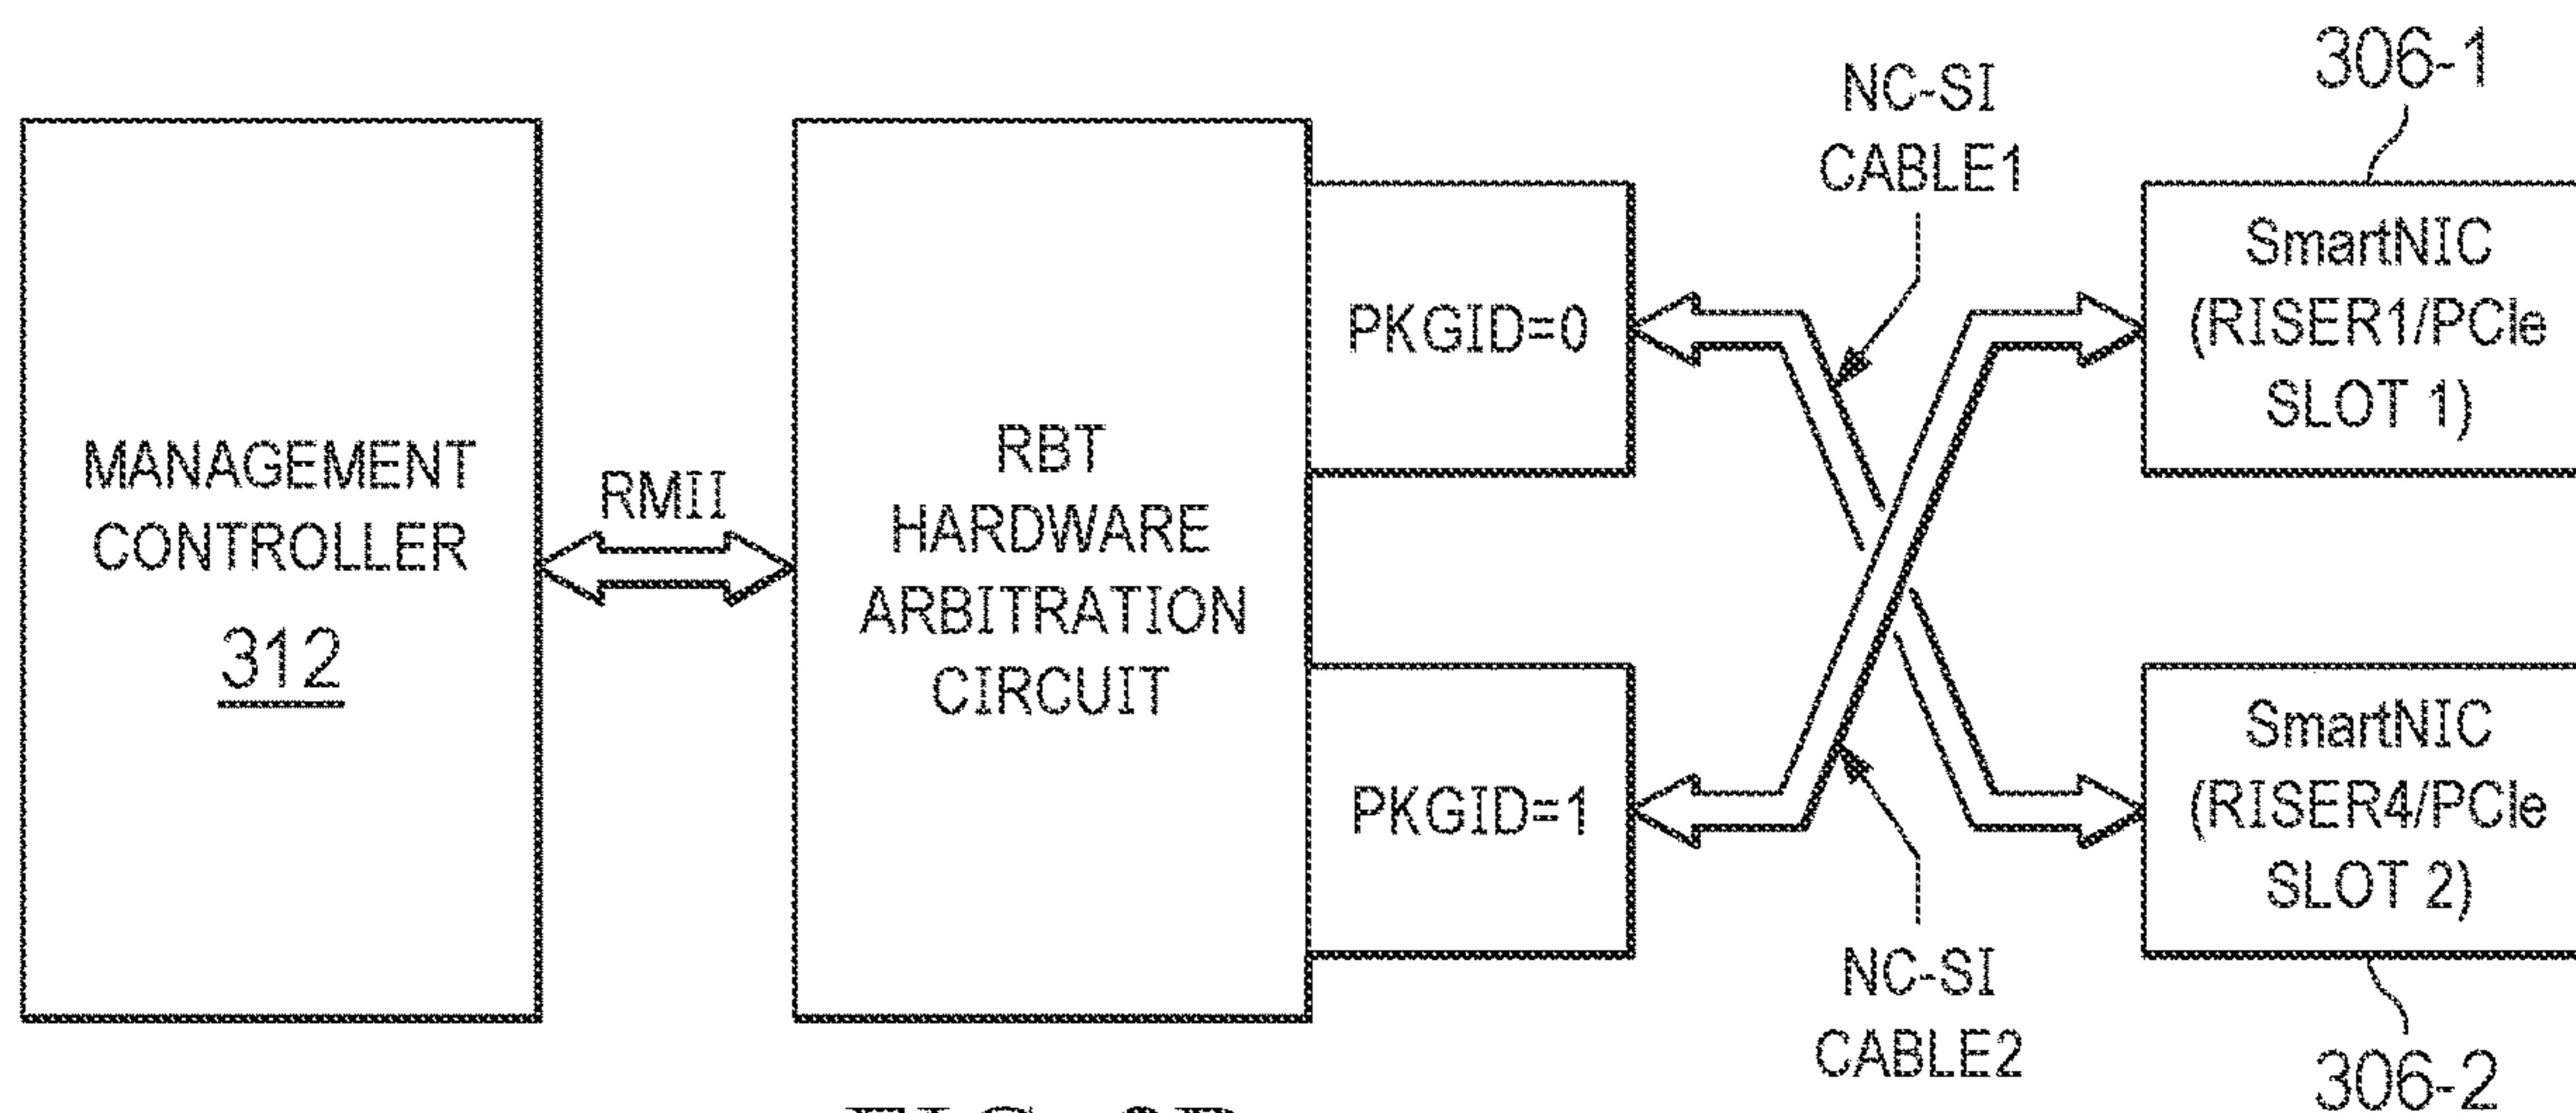 MANAGEMENT
CONTROLLER
312
RMII
RBT
HARDWARE
ARBITRATION
CIRCUIT
PKGID=0
PKGID=1
NC-SI
CABLE1
NC-SI
CABLE2
306-1
SmartNIC
(RISER1/PCIe
SLOT 1)
SmartNIC
(RISER4/PCIe
SLOT 2)
306-2